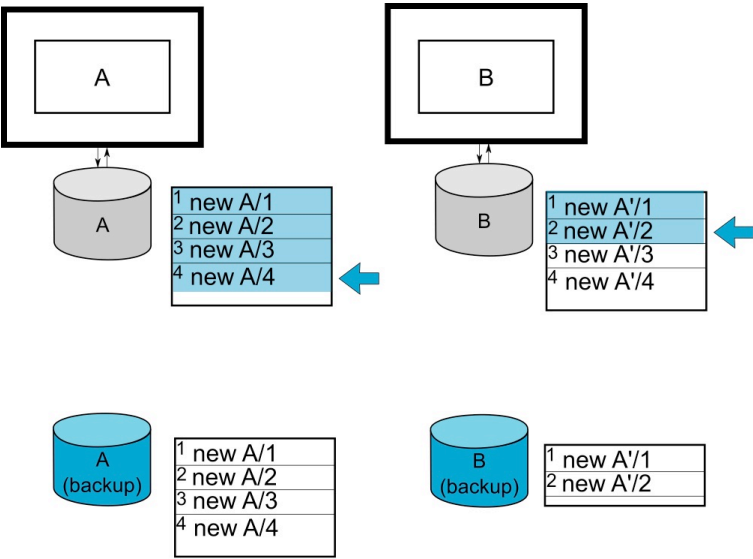 A
B
A
1 new A/1
2 new A/2
3 new A/3
4 new A/4
B
1 new A'/1
2 new A'/2
3 new A'/3
4 new A'/4
A
(backup)
1 new A/1
2 new A/2
3 new A/3
4 new A/4
B
(backup)
1 new A'/1
2 new A'/2